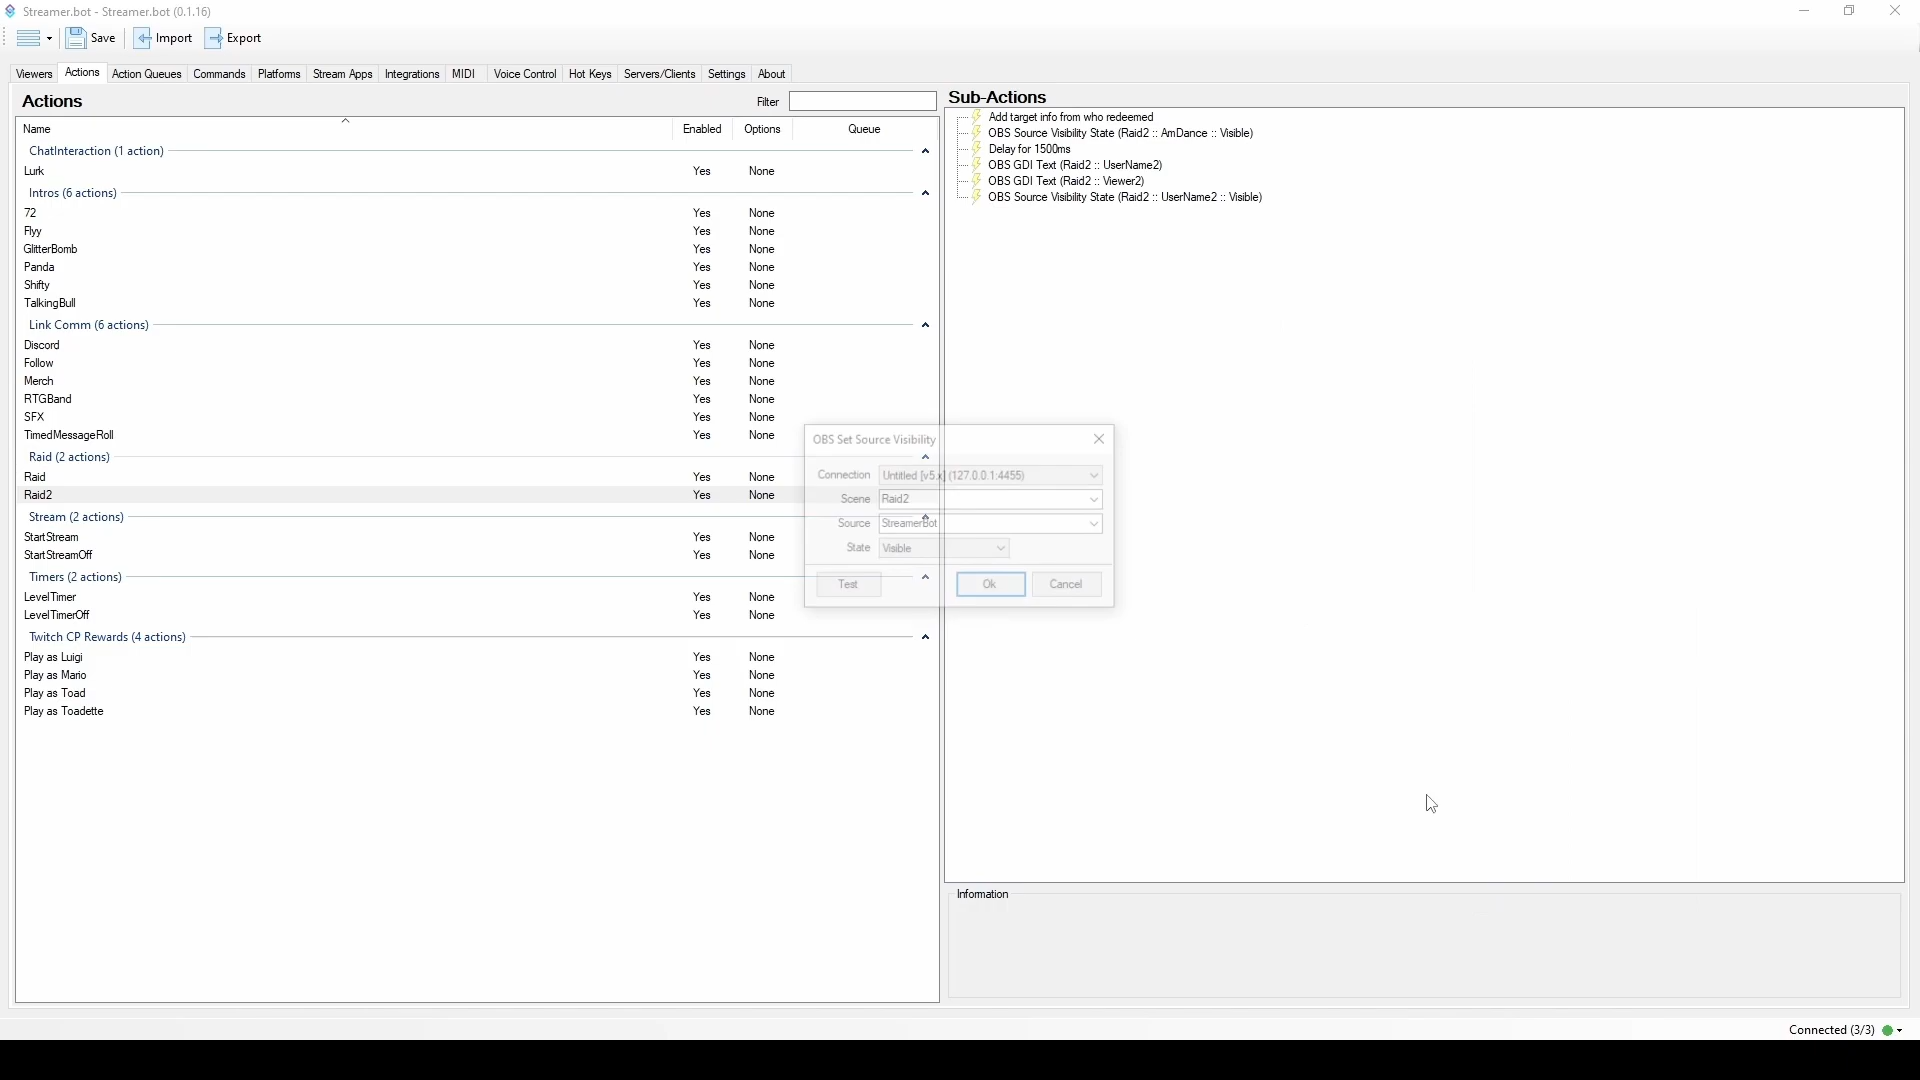 Streamer.bot - Streamer.bot (0.1.16)
Save
Import
Export
Viewers
Actions
Action Queues
Commands
Platforms
Stream Apps
Integrations
MIDI
Voice Control
Hot Keys
Servers/Clients
Settings
About
Actions
Filter
Name Enabled Options Queue
ChatInteraction (1 action)
Lurk Yes None
Intros (6 actions)
72 Yes None
Flyy Yes None
GlitterBomb Yes None
Panda Yes None
Shifty Yes None
TalkingBull Yes None
Link Comm (6 actions)
Discord Yes None
Follow Yes None
Merch Yes None
RTGBand Yes None
SFX Yes None
TimedMessageRoll Yes None
Raid (2 actions)
Raid Yes None
Raid2 Yes None
Stream (2 actions)
StartStream Yes None
StartStreamOff Yes None
Timers (2 actions)
LevelTimer Yes None
LevelTimerOff Yes None
Twitch CP Rewards (4 actions)
Play as Luigi Yes None
Play as Mario Yes None
Play as Toad Yes None
Play as Toadette Yes None
Sub-Actions
Add target info from who redeemed
OBS Source Visibility State (Raid2 :: AmDance :: Visible)
Delay for 1500ms
OBS GDI Text (Raid2 :: UserName2)
OBS GDI Text (Raid2 :: Viewer2)
OBS Source Visibility State (Raid2 :: UserName2 :: Visible)
OBS Set Source Visibility
Connection Untitled [v5.x] (127.0.0.1:4455)
Scene Raid2
Source StreamerBot
State Visible
Test Ok Cancel
Information
Connected (3/3)